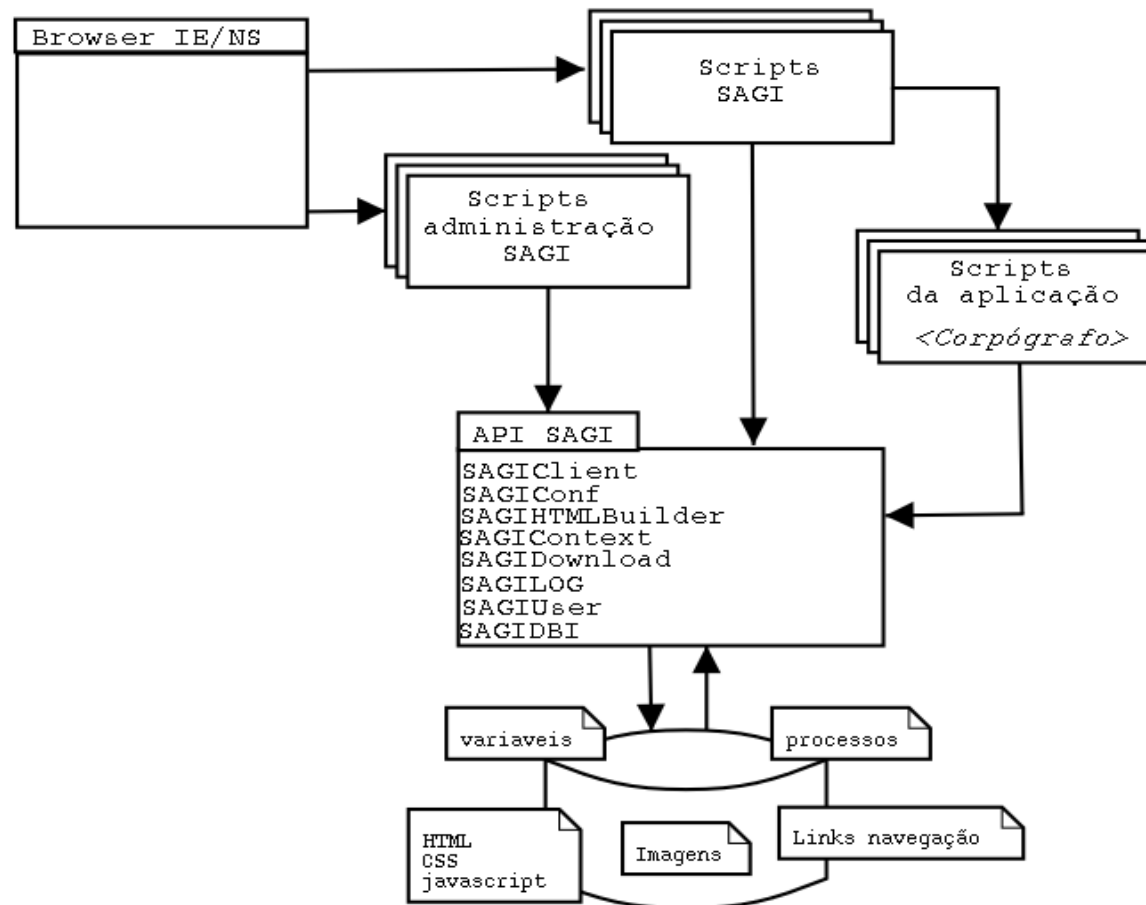 Browser IE/NS
Scripts
SAGI
Scripts
administração
SAGI
Scripts
da aplicação
<Corpógrafo>
API SAGI
SAGIClient
SAGIConf
SAGIHTMLBuilder
SAGIContext
SAGIDownload
SAGILOG
SAGIUser
SAGIDBI
variaveis
processos
HTML
CSS
javascript
Imagens
Links navegação